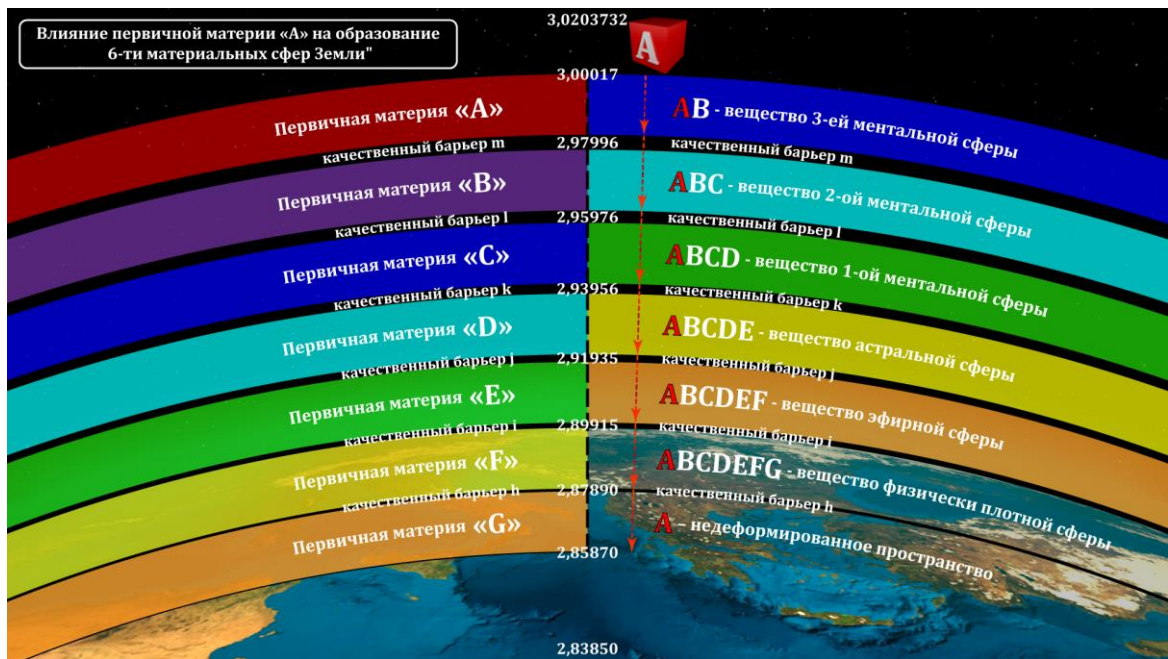 Влияние первичной материи «А» на образование
6-ти материальных сфер Земли"
3,0203732
A
3,00017
Первичная материя «A»
AB - вещество 3-ей ментальной сферы
качественный барьер m
2,97996
качественный барьер m
Первичная материя «B»
ABC - вещество 2-ой ментальной сферы
качественный барьер l
2,95976
качественный барьер l
Первичная материя «C»
ABCD - вещество 1-ой ментальной сферы
качественный барьер k
2,93956
качественный барьер k
Первичная материя «D»
ABCDE - вещество астральной сферы
качественный барьер j
2,91935
качественный барьер j
Первичная материя «E»
ABCDEF - вещество эфирной сферы
качественный барьер i
2,89915
качественный барьер i
Первичная материя «F»
ABCDEFG - вещество физически плотной сферы
качественный барьер h
2,87890
качественный барьер h
Первичная материя «G»
A – недеформированное пространство
2,85870
2,83850